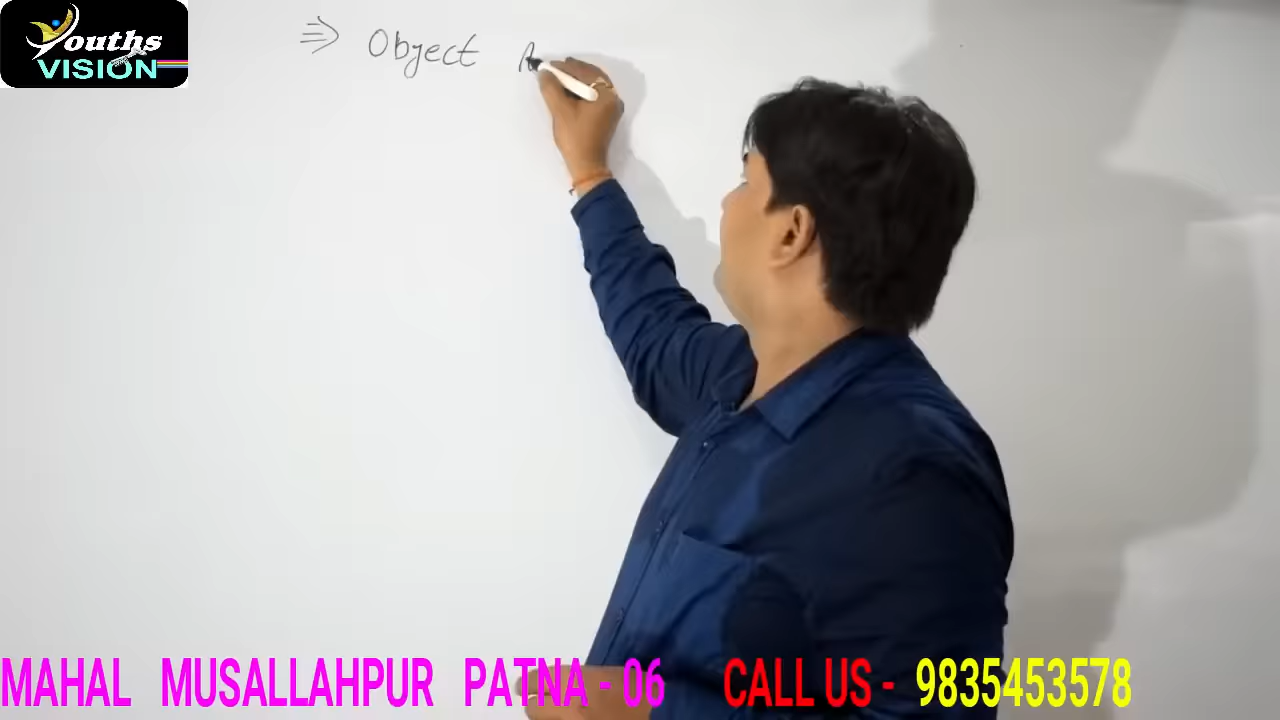 Youths
VISION
⇒ Object
MAHAL MUSALLAHPUR PATNA - 06 CALL US - 9835453578